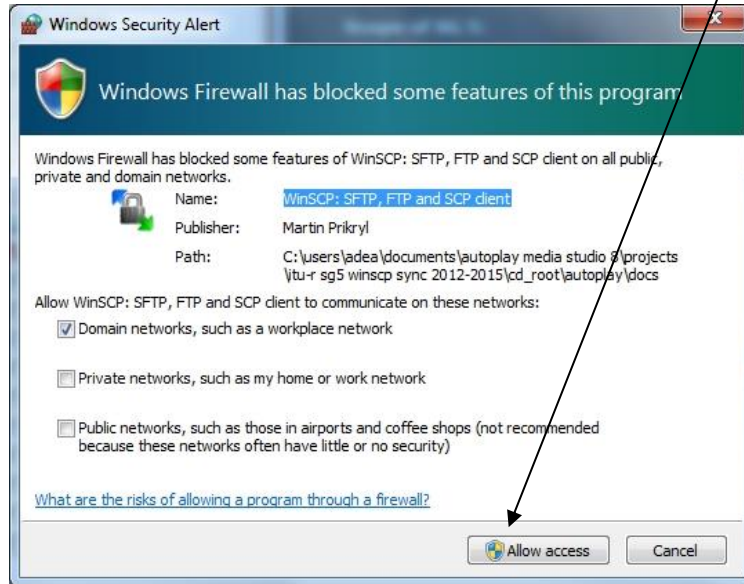 Windows Security Alert
Windows Firewall has blocked some features of this program
Windows Firewall has blocked some features of WinSCP: SFTP, FTP and SCP client on all public,
private and domain networks.
Name: WinSCP: SFTP, FTP and SCP client
Publisher: Martin Prikryl
Path: C:\users\adea\documents\autoplay media studio 8\projects
\itu-r sg5 winscp sync 2012-2015\cd_root\autoplay\docs
Allow WinSCP: SFTP, FTP and SCP client to communicate on these networks:
Domain networks, such as a workplace network
Private networks, such as my home or work network
Public networks, such as those in airports and coffee shops (not recommended
because these networks often have little or no security)
What are the risks of allowing a program through a firewall?
Allow access Cancel